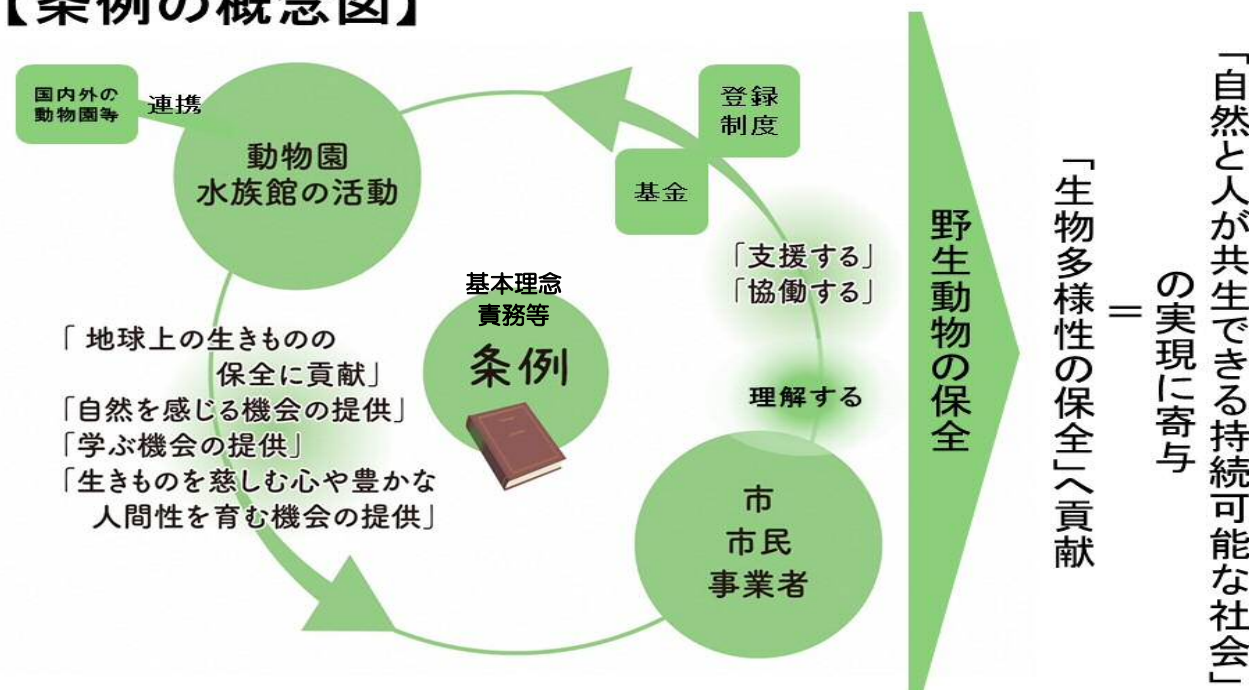 【条例の概念図】
国内外の
動物園等
連携
動物園
水族館の活動
登録
制度
基金
「支援する」
「協働する」
理解する
基本理念
責務等
条例
「 地球上の生きものの
保全に貢献」
「自然を感じる機会の提供」
「学ぶ機会の提供」
「生きものを慈しむ心や豊かな
人間性を育む機会の提供」
市
市民
事業者
野生動物の保全
「生物多様性の保全」へ貢献
＝
「自然と人が共生できる持続可能な社会」
の実現に寄与